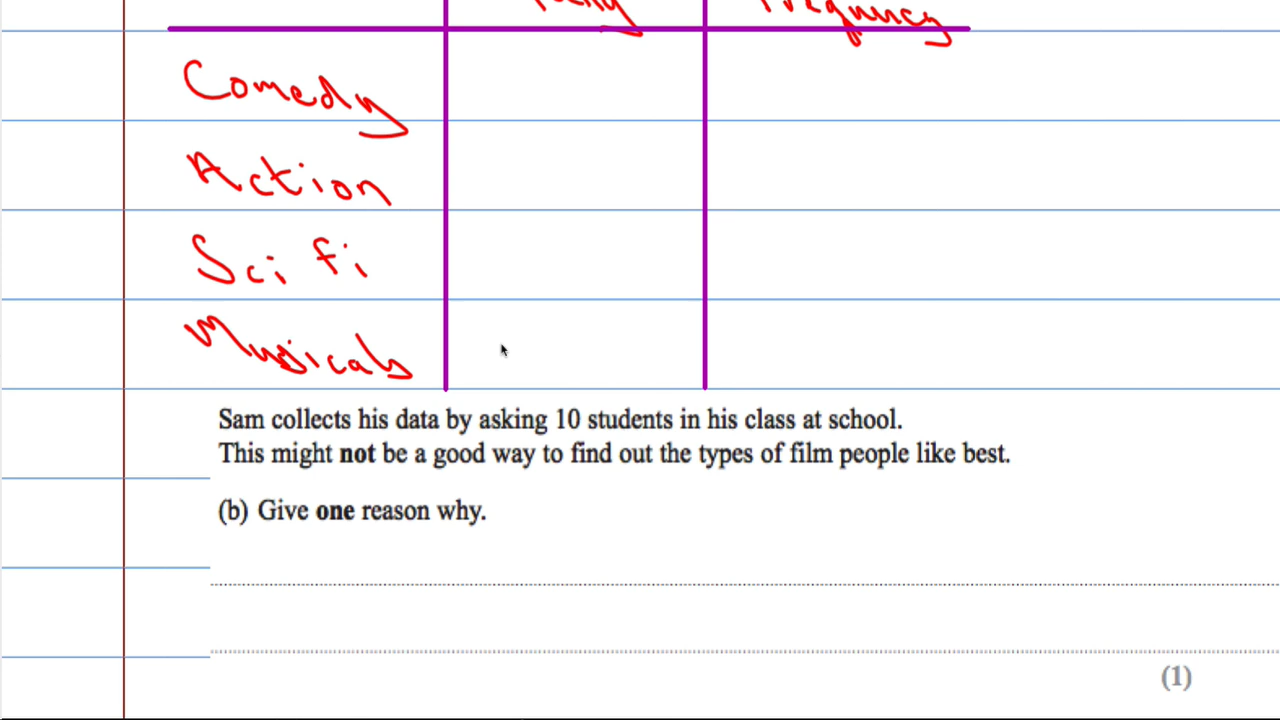 Tally Frequency
Comedy
Action
Sci fi
Musicals
Sam collects his data by asking 10 students in his class at school.
This might not be a good way to find out the types of film people like best.
(b) Give one reason why.
(1)